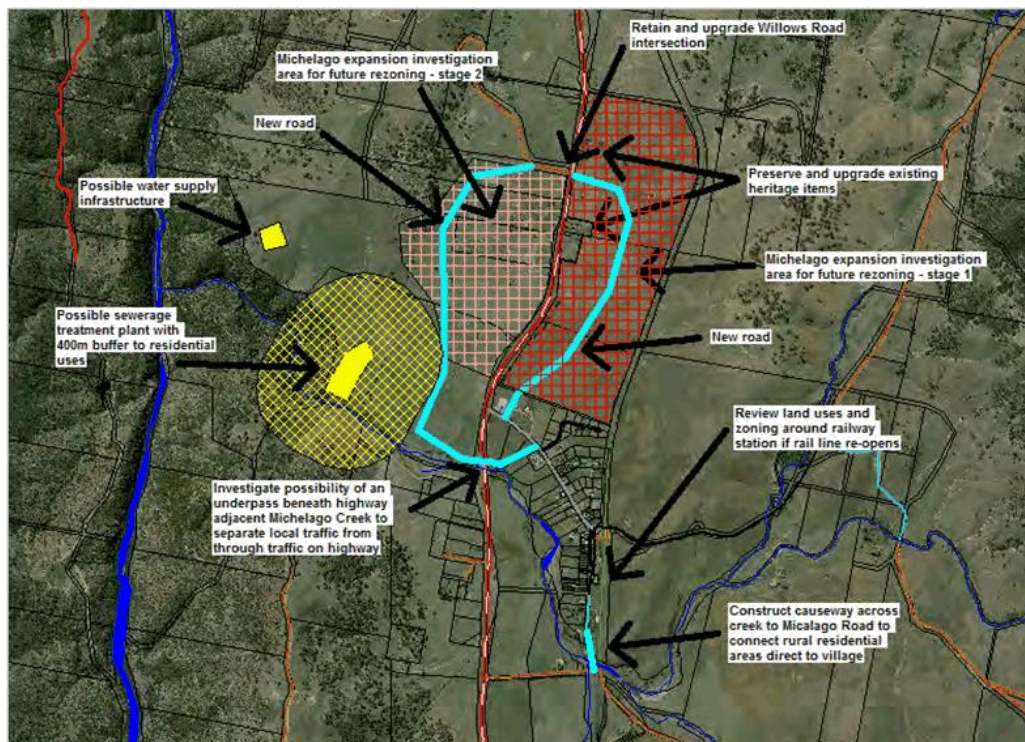 Retain and upgrade Willows Road
intersection
Michelago expansion investigation
area for future rezoning - stage 2
New road
Possible water supply
infrastructure
Preserve and upgrade existing
heritage items
Michelago expansion investigation
area for future rezoning - stage 1
Possible sewerage
treatment plant with
400m buffer to residential
uses
New road
Review land uses and
zoning around railway
station if rail line re-opens
Investigate possibility of an
underpass beneath highway
adjacent Michelago Creek to
separate local traffic from
through traffic on highway
Construct causeway across
creek to Micalago Road to
connect rural residential
areas direct to village